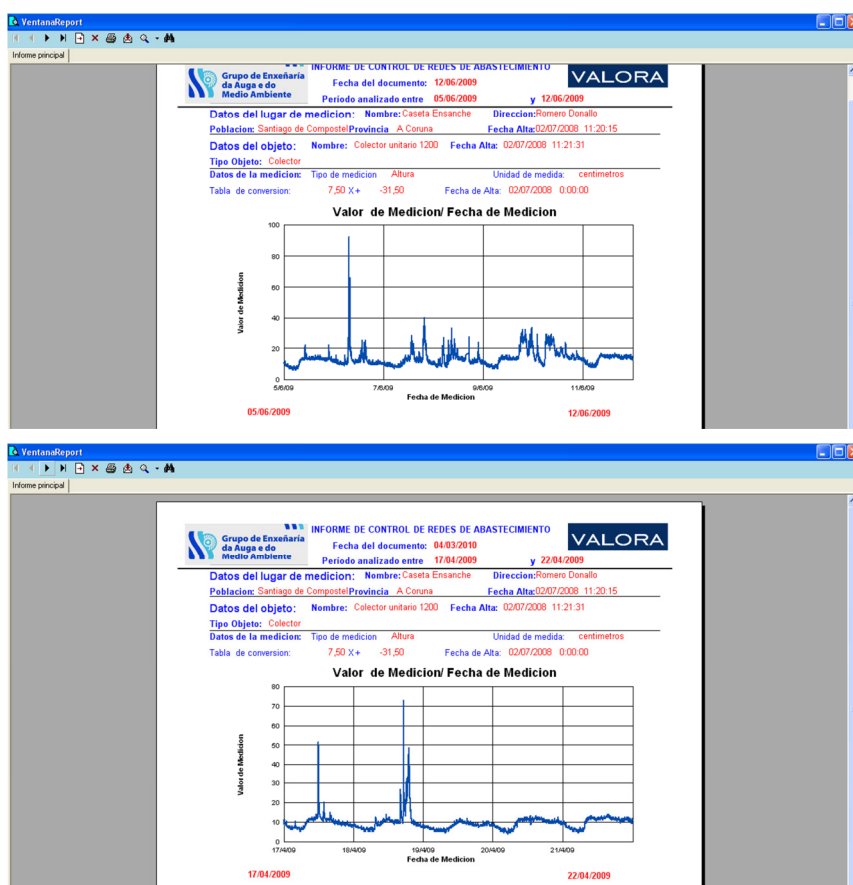 VentanaReport
Informe principal
Grupo de Enxeñaría
da Auga e do
Medio Ambiente
INFORME DE CONTROL DE REDES DE ABASTECIMIENTO
VALORA
Fecha del documento: 12/06/2009
Período analizado entre 05/06/2009 y 12/06/2009
Datos del lugar de medicion: Nombre: Caseta Ensanche Direccion:Romero Donallo
Poblacion: Santiago de Compostel Provincia A Coruna Fecha Alta:02/07/2008 11:20:15
Datos del objeto: Nombre: Colector unitario 1200 Fecha Alta: 02/07/2008 11:21:31
Tipo Objeto: Colector
Datos de la medicion: Tipo de medicion Altura Unidad de medida: centimetros
Tabla de conversion: 7,50 X + -31,50 Fecha de Alta: 02/07/2008 0:00:00
Valor de Medicion/ Fecha de Medicion
100
80
60
40
20
0
Valor de Medicion
5/6/09 7/6/09 9/6/09 11/6/09
Fecha de Medicion
05/06/2009 12/06/2009
VentanaReport
Informe principal
Grupo de Enxeñaría
da Auga e do
Medio Ambiente
INFORME DE CONTROL DE REDES DE ABASTECIMIENTO
VALORA
Fecha del documento: 04/03/2010
Período analizado entre 17/04/2009 y 22/04/2009
Datos del lugar de medicion: Nombre: Caseta Ensanche Direccion:Romero Donallo
Poblacion: Santiago de Compostel Provincia A Coruna Fecha Alta:02/07/2008 11:20:15
Datos del objeto: Nombre: Colector unitario 1200 Fecha Alta: 02/07/2008 11:21:31
Tipo Objeto: Colector
Datos de la medicion: Tipo de medicion Altura Unidad de medida: centimetros
Tabla de conversion: 7,50 X + -31,50 Fecha de Alta: 02/07/2008 0:00:00
Valor de Medicion/ Fecha de Medicion
80
70
60
50
40
30
20
10
0
Valor de Medicion
17/4/09 18/4/09 19/4/09 20/4/09 21/4/09
Fecha de Medicion
17/04/2009 22/04/2009